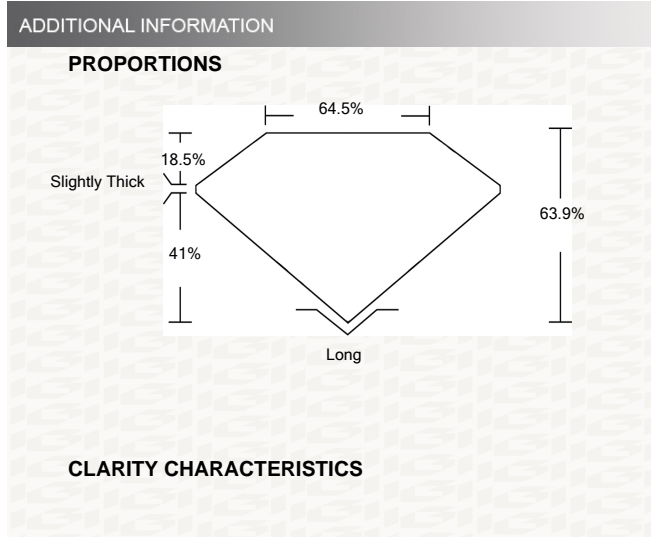 ADDITIONAL INFORMATION
PROPORTIONS
64.5%
18.5%
Slightly Thick
63.9%
41%
Long
CLARITY CHARACTERISTICS